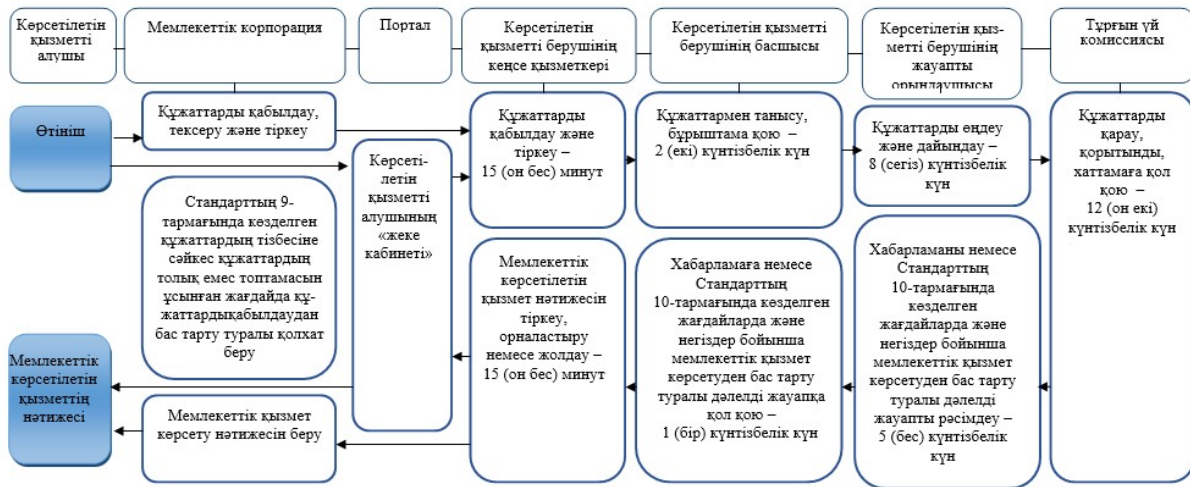 Көрсетілетін
қызметті
алушы
Мемлекеттік корпорация
Портал
Көрсетілетін
қызметті берушінің
кеңсе қызметкері
Көрсетілетін қызметті
берушінің басшысы
Көрсетілетін қыз-
метті берушінің
жауапты
орындаушысы
Тұрғын үй
комиссиясы
Өтініш
Құжаттарды қабылдау,
тексеру және тіркеу
Көрсеті-
летін
қызметті
алушының
«жеке
кабинеті»
Құжаттарды
қабылдау және
тіркеу –
15 (он бес) минут
Құжаттармен танысу,
бұрыштама қою –
2 (екі) күнтізбелік күн
Құжаттарды өңдеу
және дайындау –
8 (сегіз) күнтізбелік
күн
Құжаттарды
қарау,
қорытынды,
хаттамаға қол
қою –
12 (он екі)
күнтізбелік күн
Стандарттың 9-
тармағында көзделген
құжаттардың тізбесіне
сәйкес құжаттардың
толық емес топтамасын
ұсынған жағдайда құ-
жаттардықабылдаудан
бас тарту туралы қолхат
беру
Мемлекеттік
көрсетілетін
қызмет нәтижесін
тіркеу,
орналастыру
немесе жолдау –
15 (он бес) минут
Хабарламаға немесе
Стандарттың
10-тармағында көзделген
жағдайларда және
негіздер бойынша
мемлекеттік қызмет
көрсетуден бас тарту
туралы дәлелді жауапқа
қол қою –
1 (бір) күнтізбелік күн
Хабарламаны немесе
Стандарттың
10-тармағында
көзделген
жағдайларда және
негіздер бойынша
мемлекеттік қызмет
көрсетуден бас тарту
туралы дәлелді
жауапты рәсімдеу –
5 (бес) күнтізбелік
күн
Мемлекеттік
көрсетілетін
қызметтің
нәтижесі
Мемлекеттік қызмет
көрсету нәтижесін беру